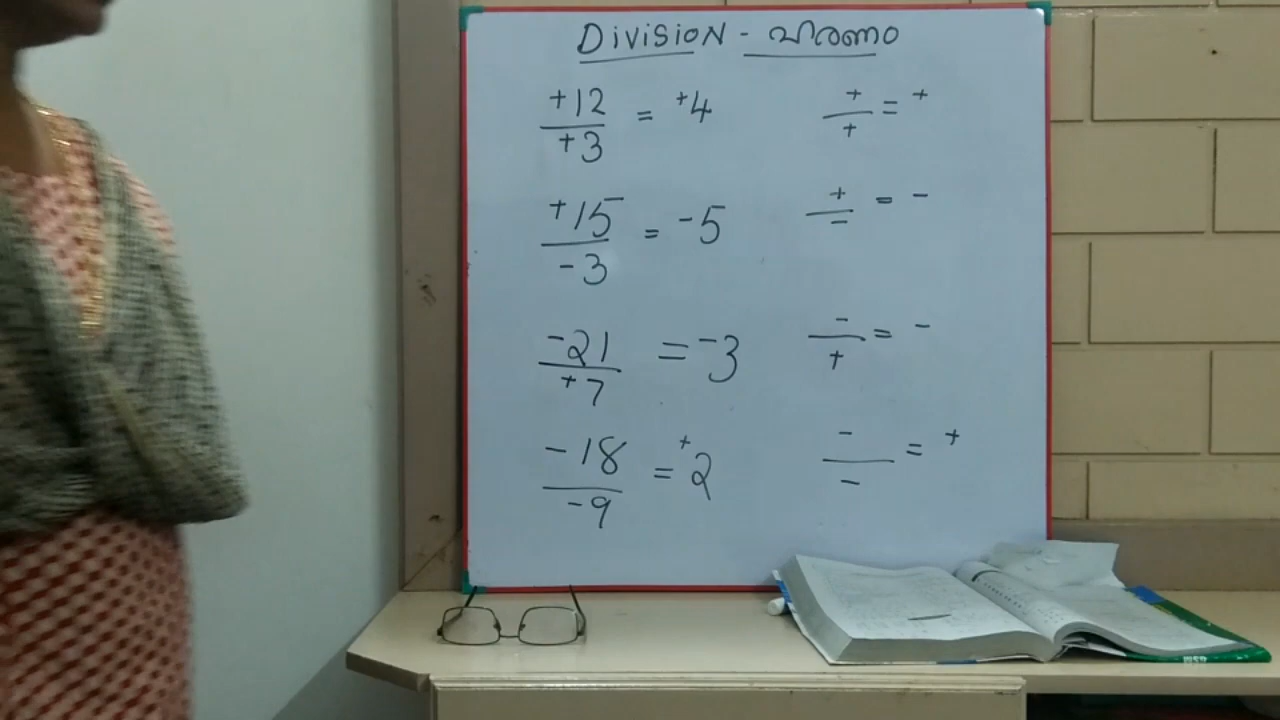 Division - ഹരണം
+12/+3 = +4    +/+ = +
+15/-3 = -5    +/- = -
-21/+7 = -3    -/+ = -
-18/-9 = +2    -/- = +